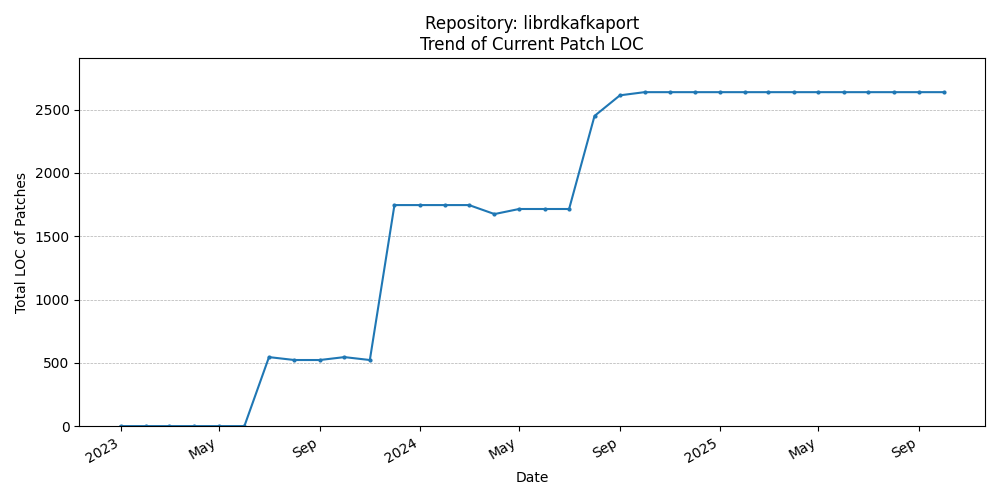 Repository: librdkafkaport
Trend of Current Patch LOC
Total LOC of Patches
2500
2000
1500
1000
500
0
2023
May
Sep
2024
May
Sep
2025
May
Sep
Date